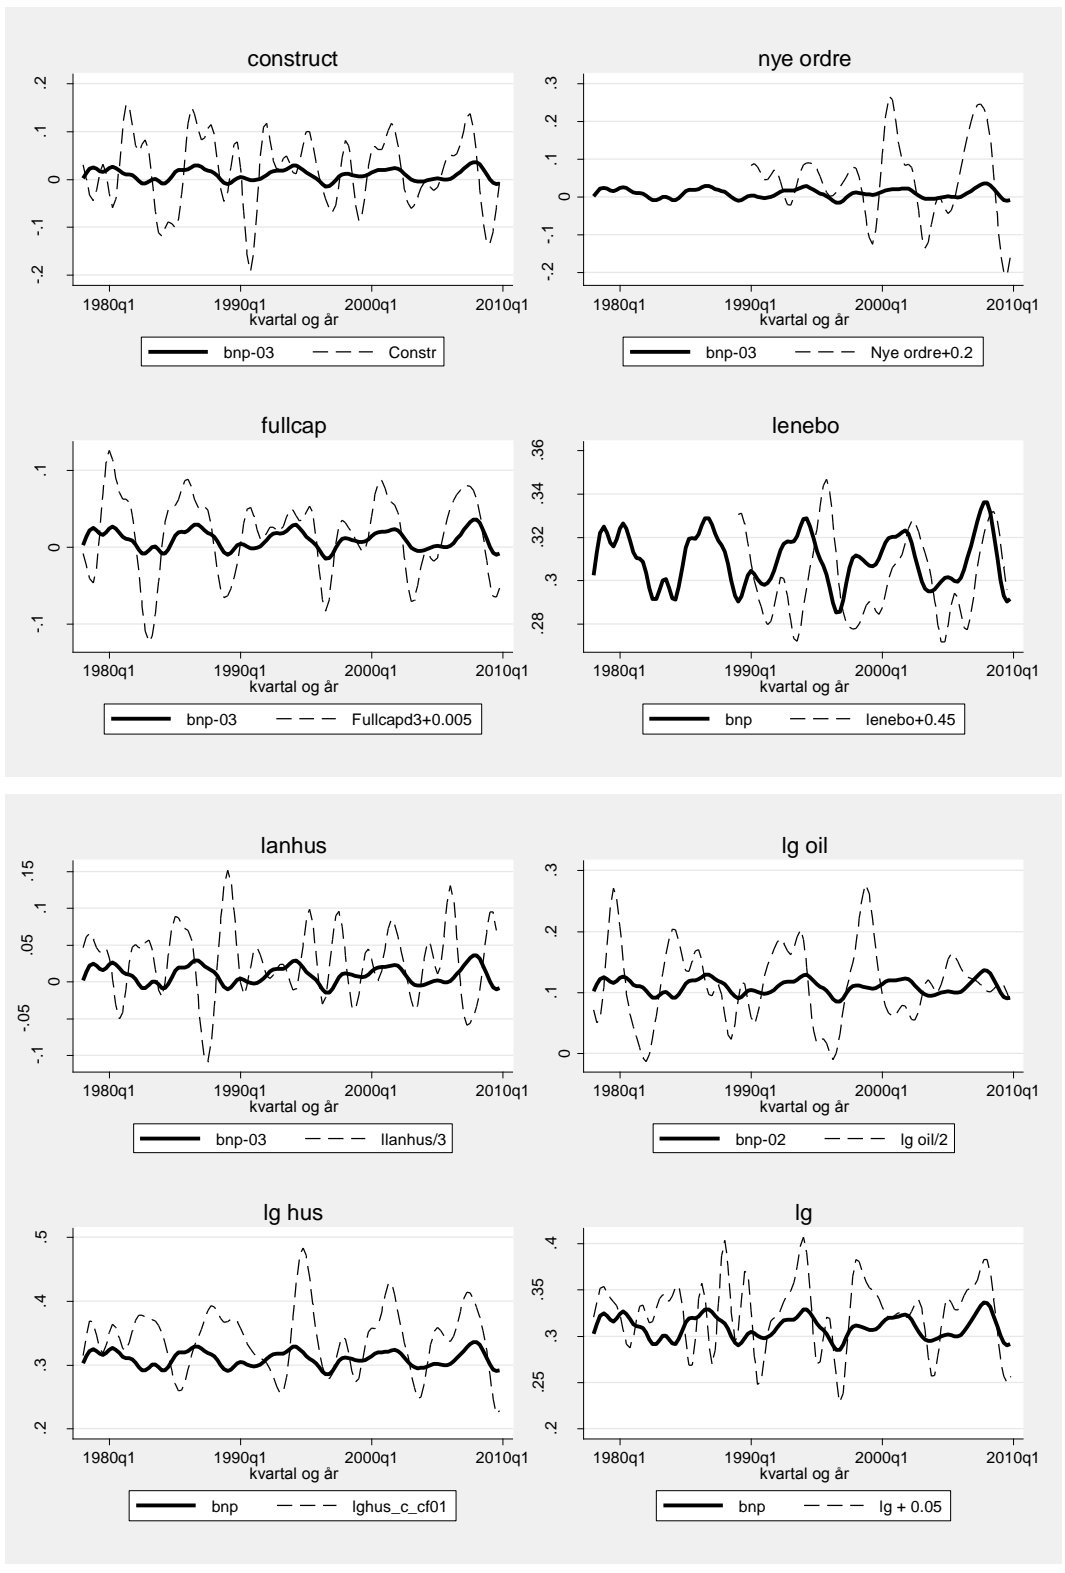 construct
.2
.1
0
-.1
-.2
1980q1 1990q1 2000q1 2010q1
kvartal og år
bnp-03 Constr
nye ordre
.3
.2
.1
0
-.1
-.2
1980q1 1990q1 2000q1 2010q1
kvartal og år
bnp-03 Nye ordre+0.2
fullcap
.1
0
-.1
1980q1 1990q1 2000q1 2010q1
kvartal og år
bnp-03 Fullcapd3+0.005
lenebo
.36
.34
.32
.3
.28
1980q1 1990q1 2000q1 2010q1
kvartal og år
bnp lenebo+0.45
lanhus
.15
.1
.05
0
-.05
-.1
1980q1 1990q1 2000q1 2010q1
kvartal og år
bnp-03 llanhus/3
lg oil
.3
.2
.1
0
1980q1 1990q1 2000q1 2010q1
kvartal og år
bnp-02 lg oil/2
lg hus
.5
.4
.3
.2
1980q1 1990q1 2000q1 2010q1
kvartal og år
bnp lghus_c_cf01
lg
.4
.35
.3
.25
.2
1980q1 1990q1 2000q1 2010q1
kvartal og år
bnp lg + 0.05